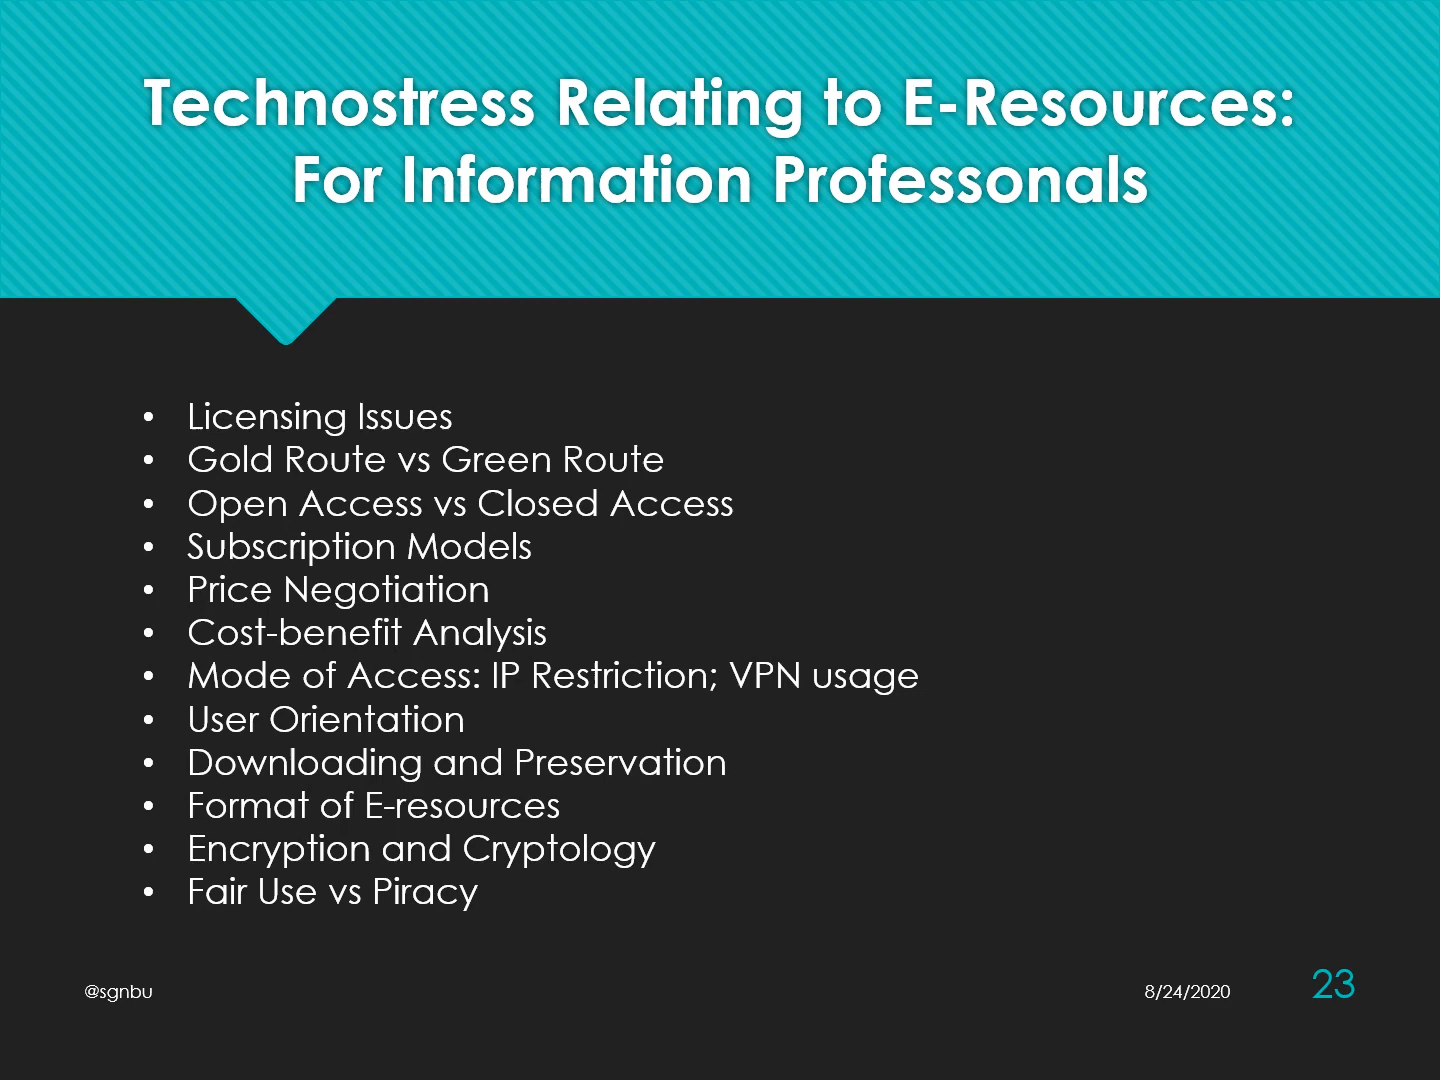 Technostress Relating to E-Resources:
For Information Professonals
• Licensing Issues
• Gold Route vs Green Route
• Open Access vs Closed Access
• Subscription Models
• Price Negotiation
• Cost-benefit Analysis
• Mode of Access: IP Restriction; VPN usage
• User Orientation
• Downloading and Preservation
• Format of E-resources
• Encryption and Cryptology
• Fair Use vs Piracy
@sgnbu
8/24/2020
23